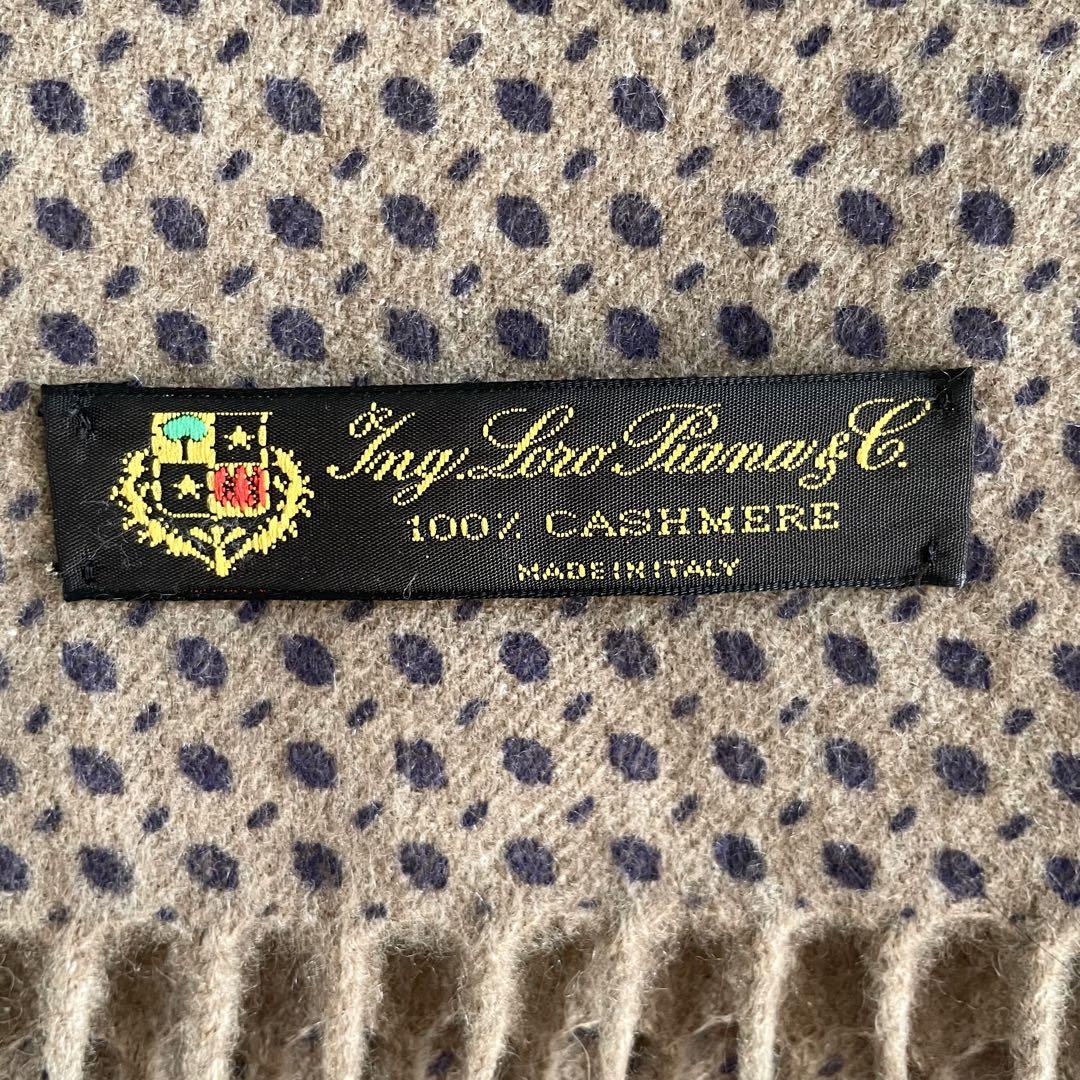 Ing. Loro Piana & C.
100% CASHMERE
MADE IN ITALY